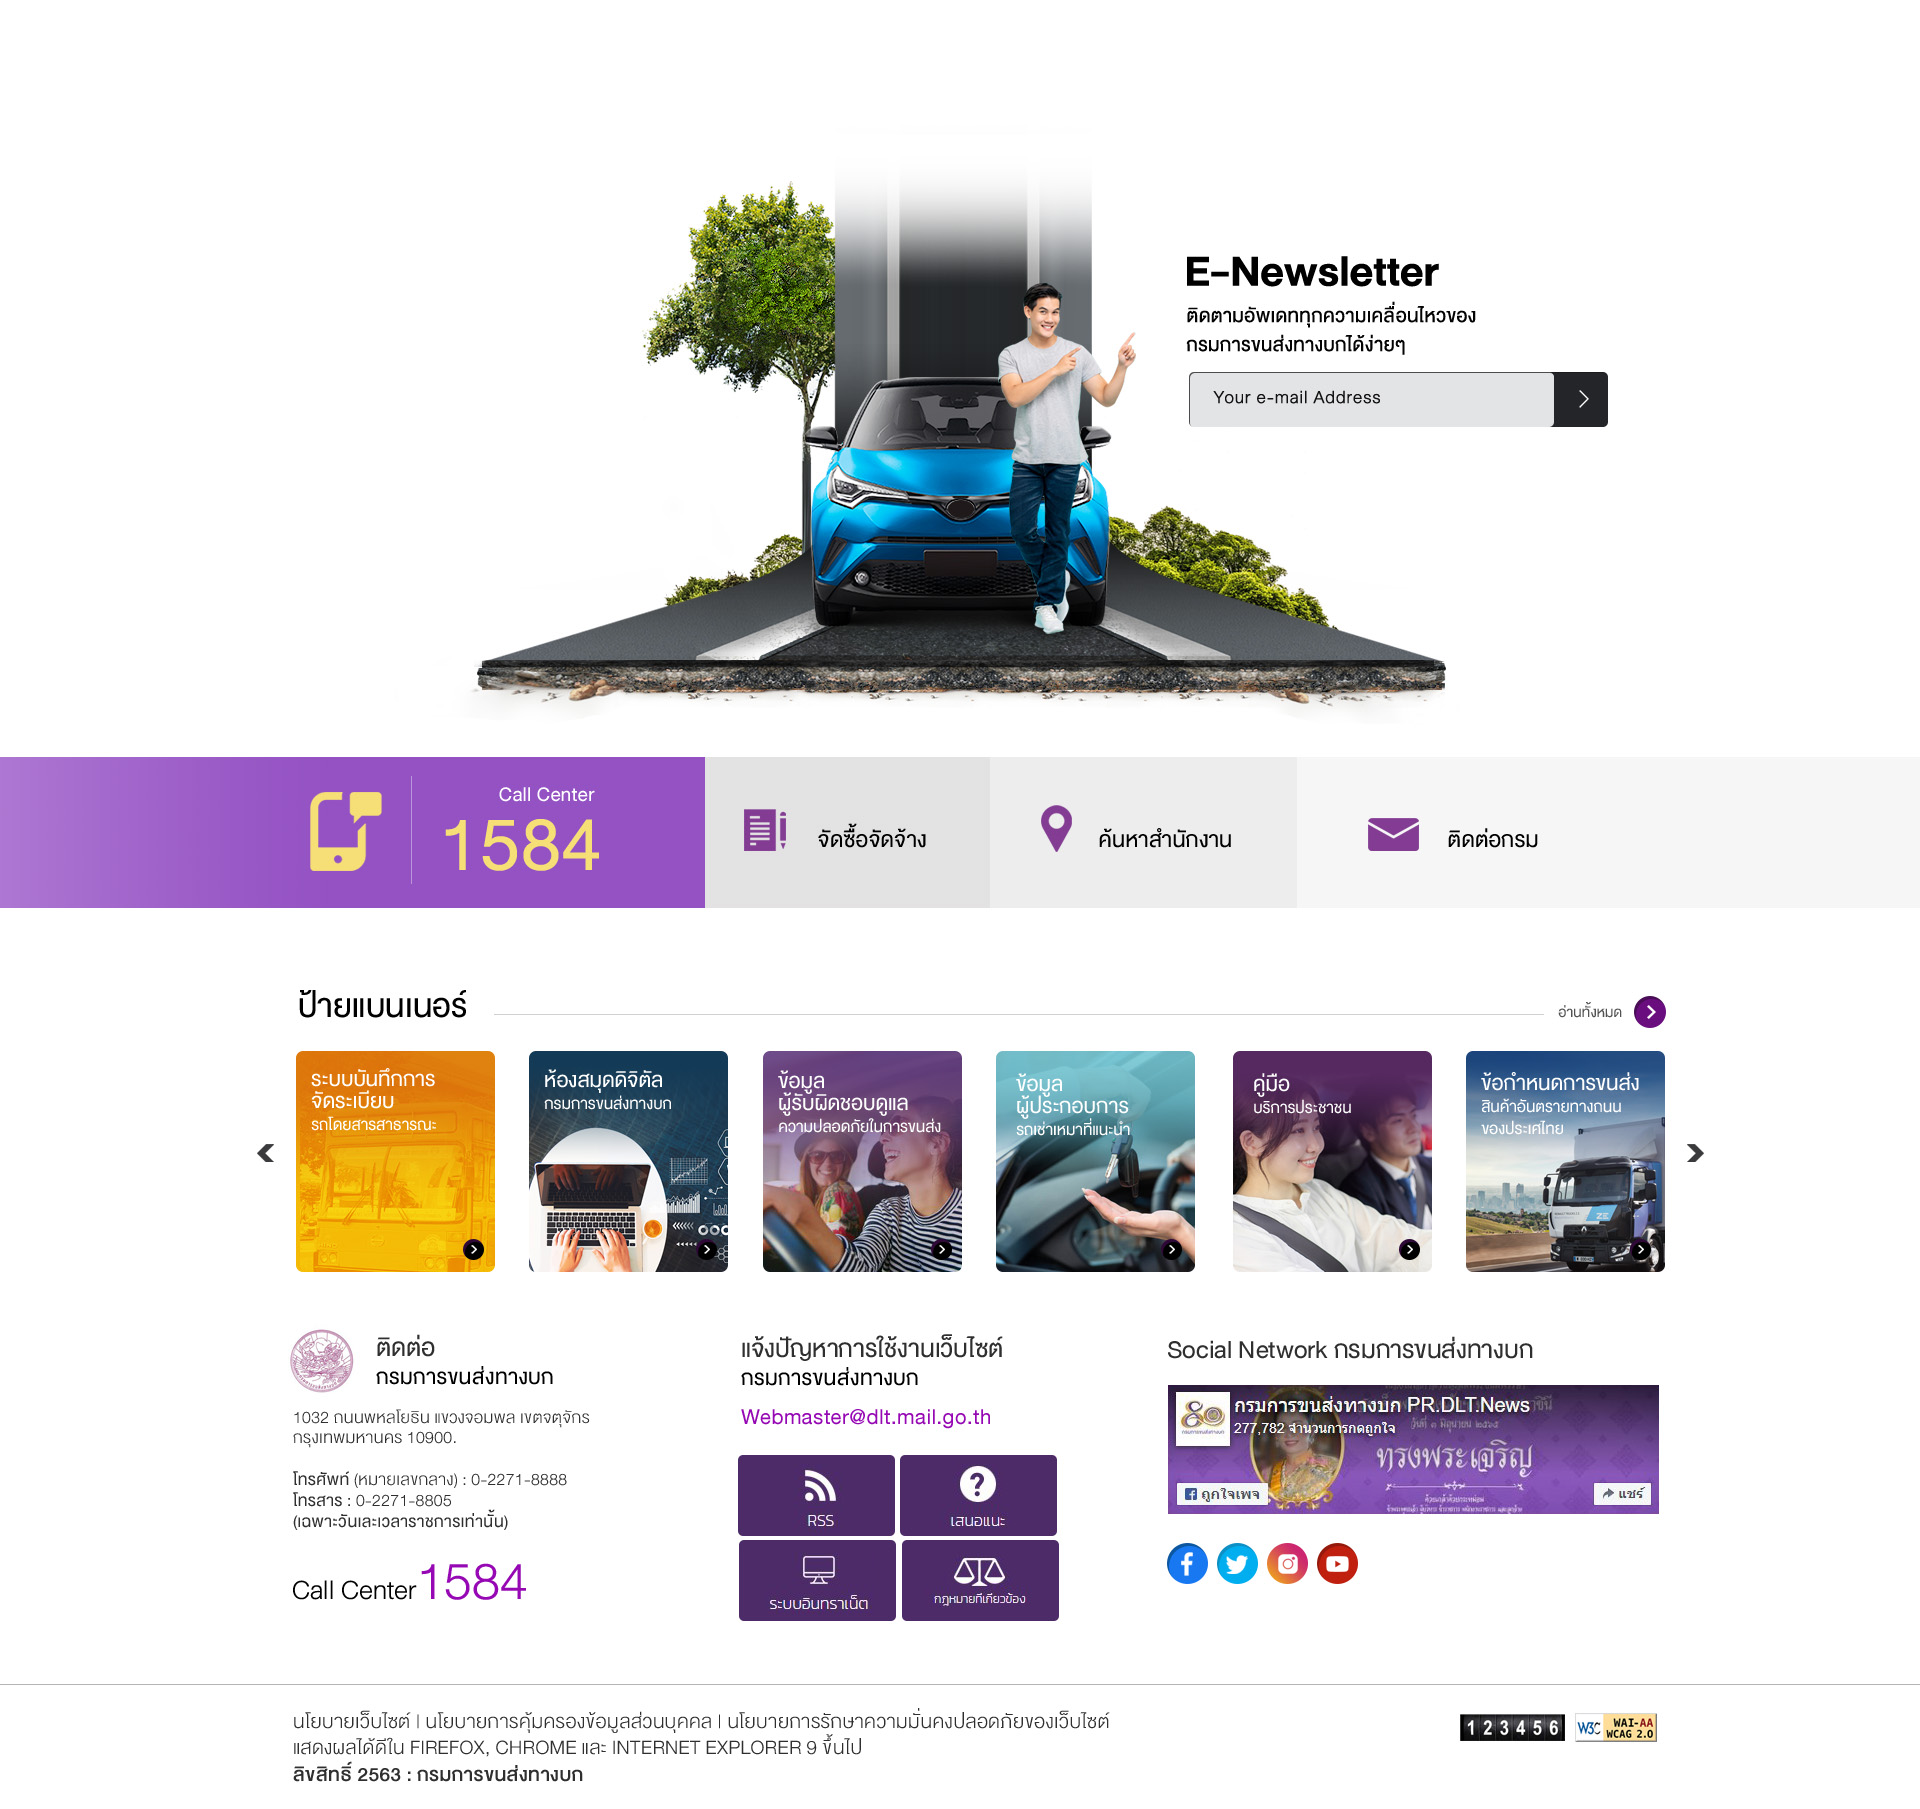 E-Newsletter
ติดตามอัพเดททุกความเคลื่อนไหวของ
กรมการขนส่งทางบกได้ง่ายๆ
Your e-mail Address
Call Center
1584
จัดซื้อจัดจ้าง
ค้นหาสำนักงาน
ติดต่อกรม
ป้ายแบนเนอร์
อ่านทั้งหมด
ระบบบันทึกการ
จัดระเบียบ
รถโดยสารสาธารณะ
ห้องสมุดดิจิตัล
กรมการขนส่งทางบก
ข้อมูล
ผู้รับผิดชอบดูแล
ความปลอดภัยในการขนส่ง
ข้อมูล
ผู้ประกอบการ
รถเช่าเหมาที่แนะนำ
คู่มือ
บริการประชาชน
ข้อกำหนดการขนส่ง
สินค้าอันตรายทางถนน
ของประเทศไทย
ติดต่อ
กรมการขนส่งทางบก
1032 ถนนพหลโยธิน แขวงจอมพล เขตจตุจักร
กรุงเทพมหานคร 10900.
โทรศัพท์ (หมายเลขกลาง) : 0-2271-8888
โทรสาร : 0-2271-8805
(เฉพาะวันเละเวลาราชการเท่านั้น)
Call Center 1584
แจ้งปัญหาการใช้งานเว็บไซต์
กรมการขนส่งทางบก
Webmaster@dlt.mail.go.th
RSS
เสนอแนะ
ระบบอินทราเน็ต
กฎหมายที่เกี่ยวข้อง
Social Network กรมการขนส่งทางบก
กรมการขนส่งทางบก PR.DLT.News
277,782 จำนวนการกดถูกใจ
วันที่ ๓ มิถุนายน ๒๕๖๕
ทรงพระเจริญ
ถูกใจเพจ
แชร์
นโยบายเว็บไซต์ | นโยบายการคุ้มครองข้อมูลส่วนบุคคล | นโยบายการรักษาความมั่นคงปลอดภัยของเว็บไซต์
แสดงผลได้ดีใน FIREFOX, CHROME และ INTERNET EXPLORER 9 ขึ้นไป
ลิขสิทธิ์ 2563 : กรมการขนส่งทางบก
123456
W3C WAI-AA
WCAG 2.0